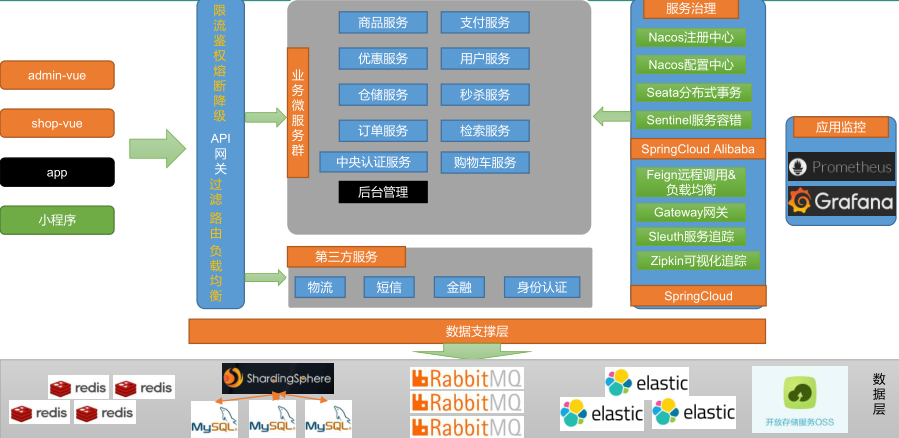 admin-vue
shop-vue
app
小程序
限流鉴权熔断降级
API
网关
过滤
路由
负载均衡
业务微服务群
商品服务
支付服务
优惠服务
用户服务
仓储服务
秒杀服务
订单服务
检索服务
中央认证服务
购物车服务
后台管理
第三方服务
物流
短信
金融
身份认证
服务治理
Nacos注册中心
Nacos配置中心
Seata分布式事务
Sentinel服务容错
SpringCloud Alibaba
Feign远程调用&
负载均衡
Gateway网关
Sleuth服务追踪
Zipkin可视化追踪
SpringCloud
应用监控
Prometheus
Grafana
数据支撑层
redis
redis
redis
redis
ShardingSphere
MySQL
MySQL
MySQL
RabbitMQ
RabbitMQ
RabbitMQ
elastic
elastic
elastic
开放存储服务OSS
数据层